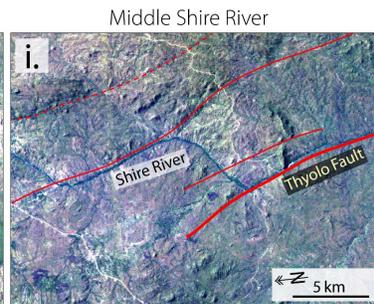 Middle Shire River
i.
Shire River
Thyolo Fault
N
5 km